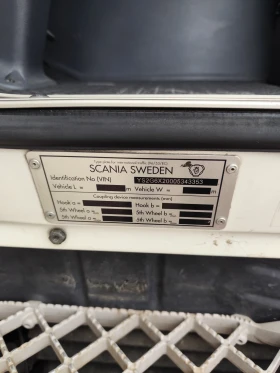 SCANIA SWEDEN
Identification No (VIN) YS2G6X20005343353
Vehicle L = m Vehicle W = m
Coupling device measurements (mm)
Hook a = Hook b =
5th Wheel a = 5th Wheel b =
5th Wheel a = 5th Wheel b =